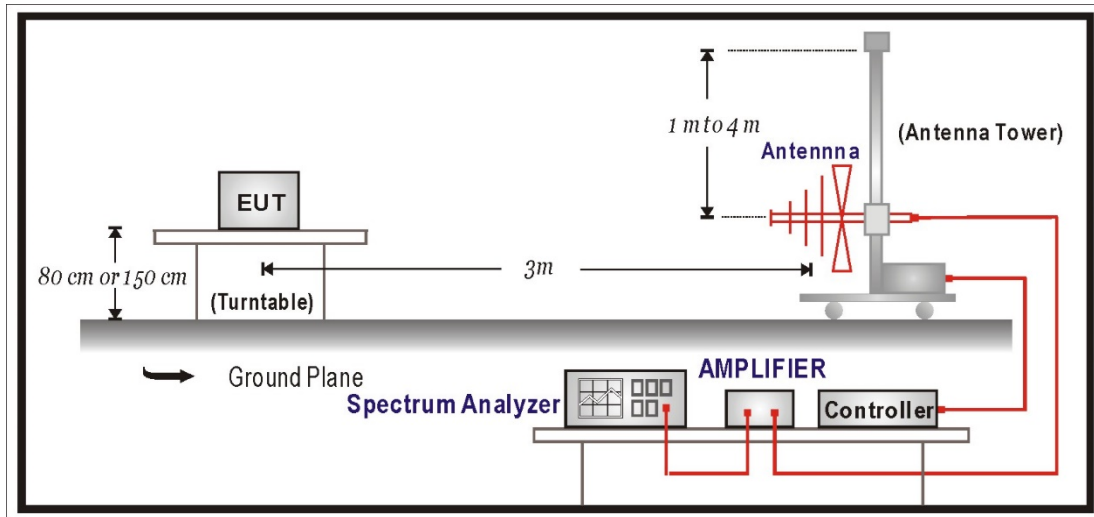 1 m to 4 m
(Antenna Tower)
Antennna
EUT
80 cm or 150 cm
(Turntable)
3m
Ground Plane
AMPLIFIER
Spectrum Analyzer
Controller